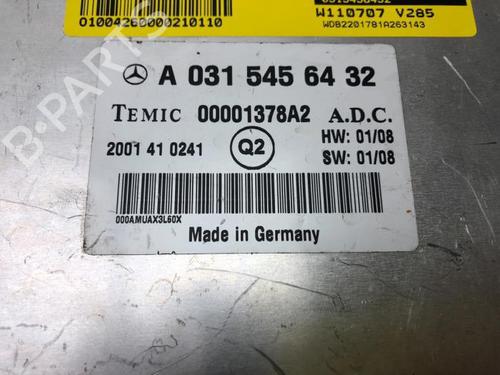 01004260000210110
W110707 V285
WDB2201781A263143
A 031 545 64 32
TEMIC 00001378A2 A.D.C.
HW: 01/08
2001 41 0241 Q2 SW: 01/08
000AMUAX3L60X
Made in Germany
B-PARTS